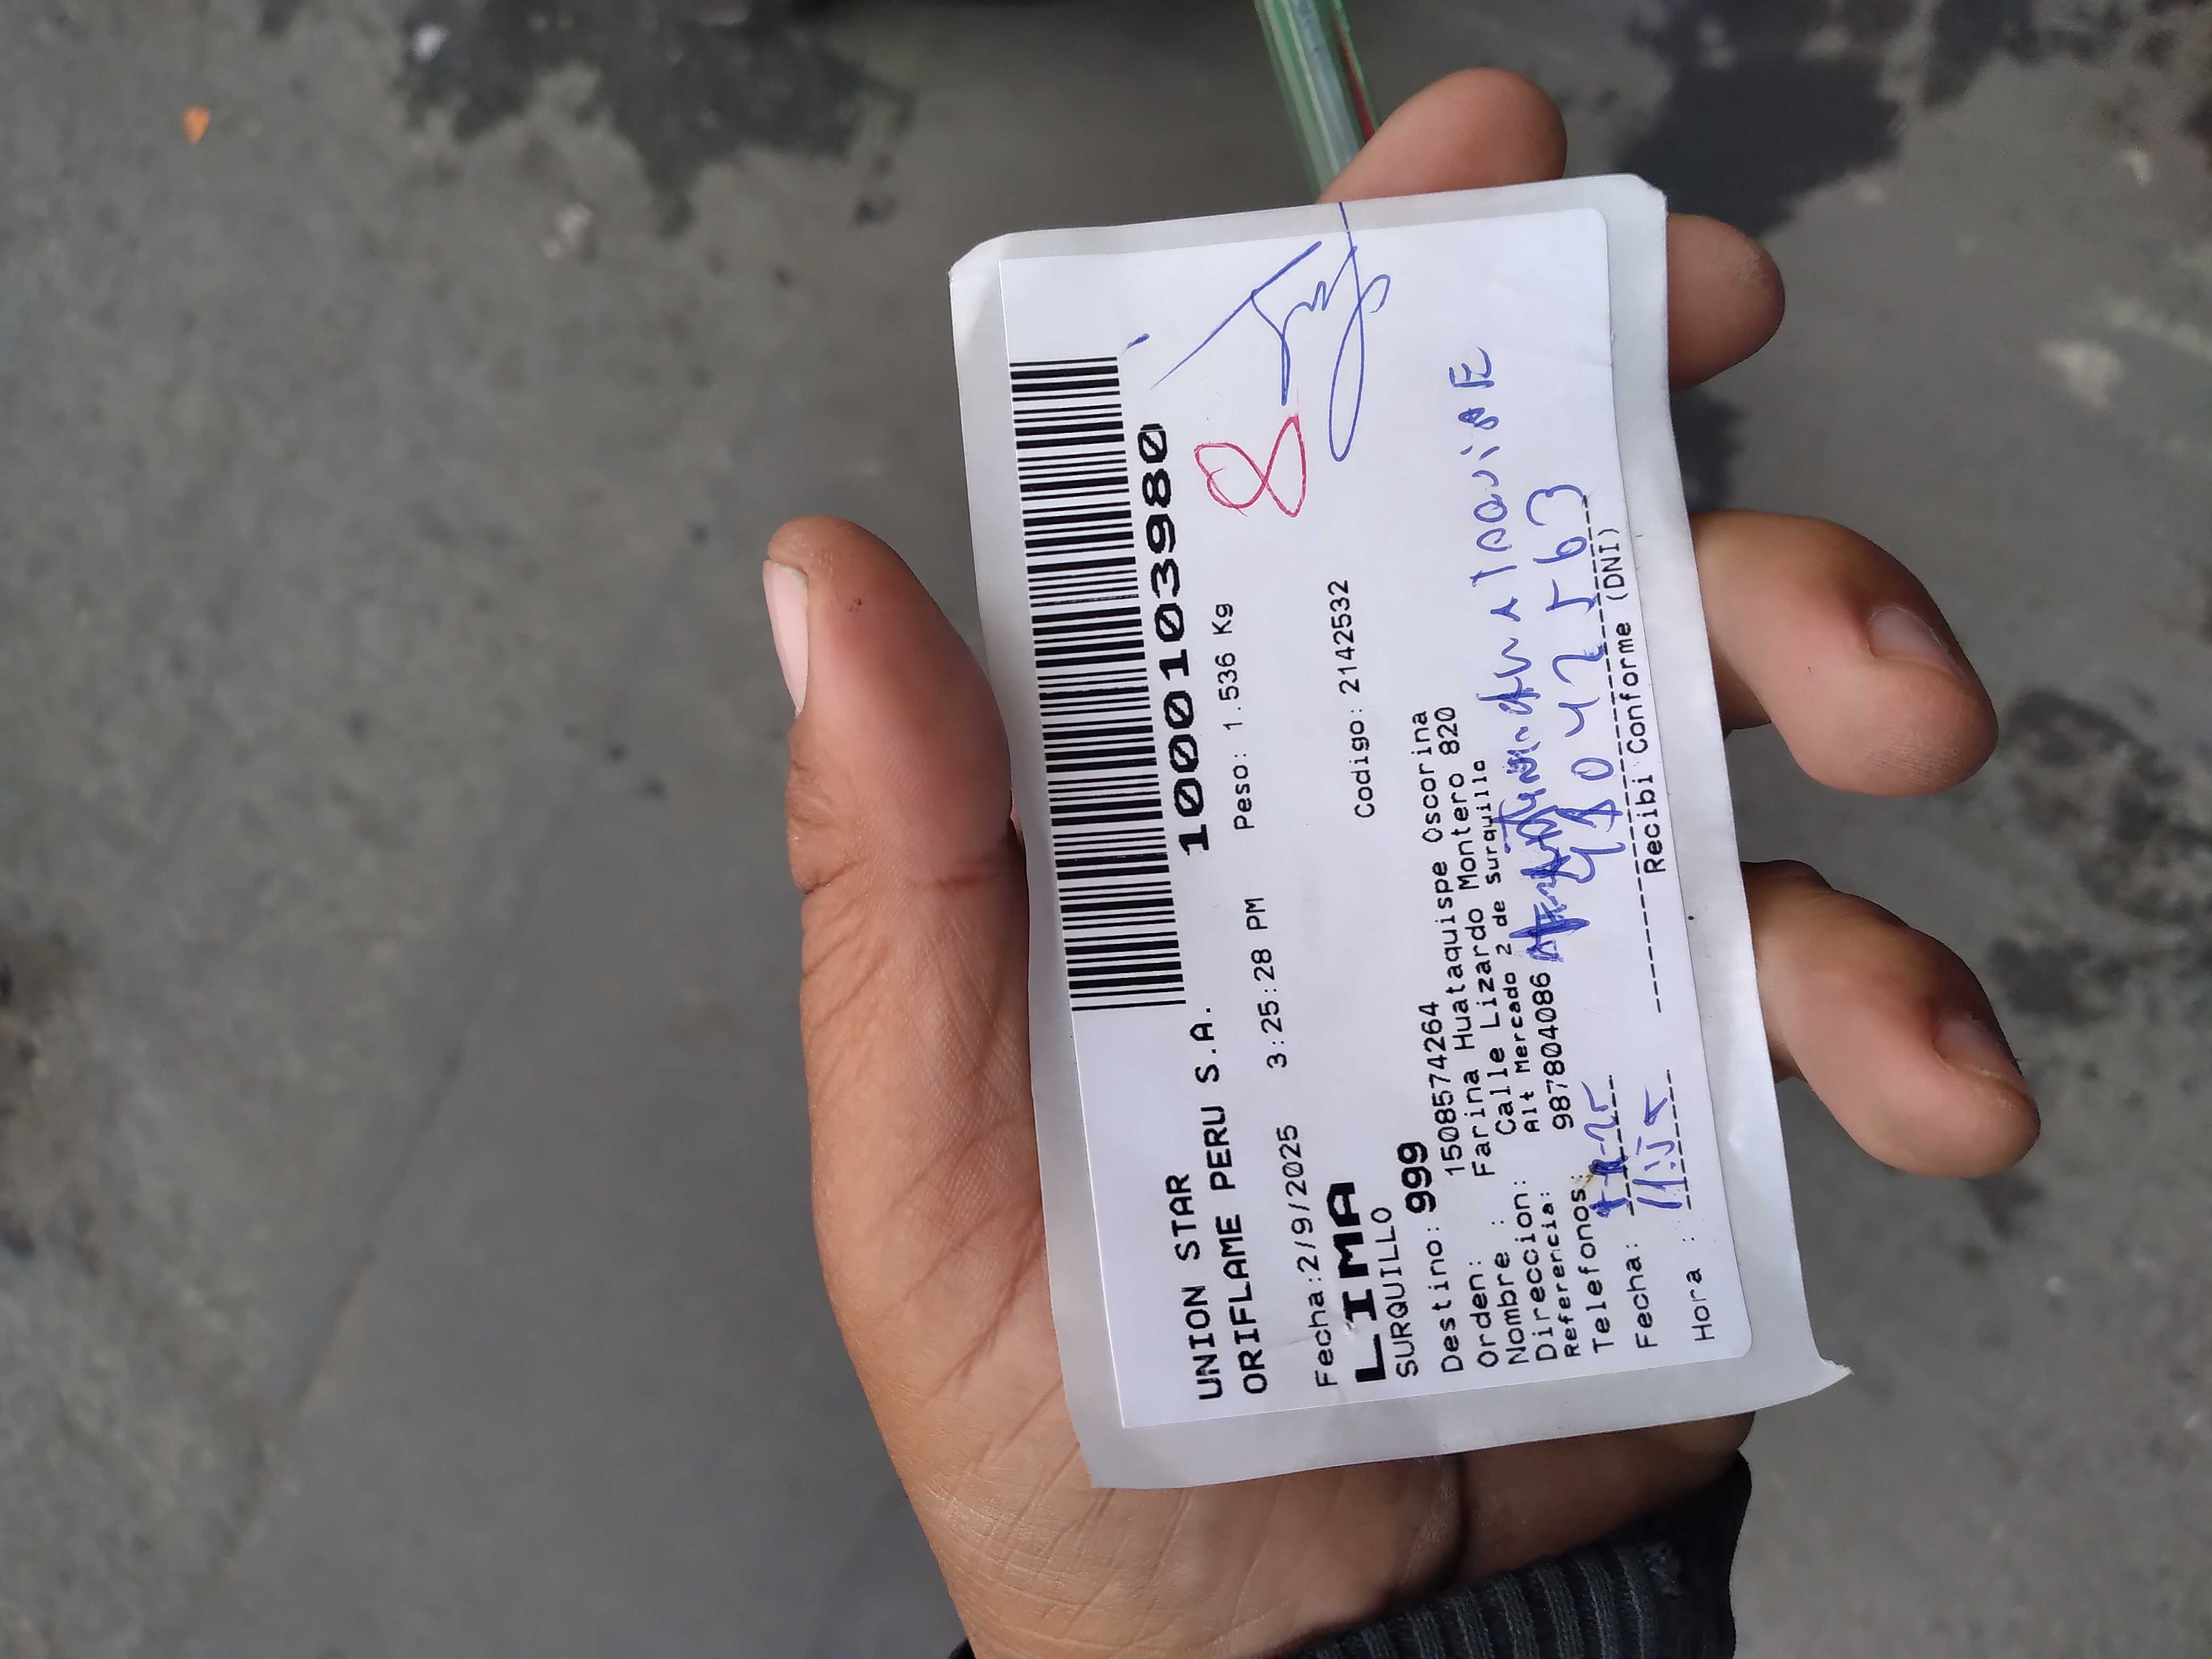 UNION STAR
ORIFLAME PERU S.A. 1000103980
Fecha:2/9/2025 3:25:28 PM Peso: 1.536 Kg
8
LIMA
SURQUILLO
Codigo: 2142532
Destino: 999
Orden: 1508574264
Nombre : Farina Huataquispe Oscorina
Direccion: Calle Lizardo Montero 820
Referencia: Alt Mercado 2 de surquilo
Telefonos: 987804086
Fecha:
Hora :
Recibi Conforme (DNI)